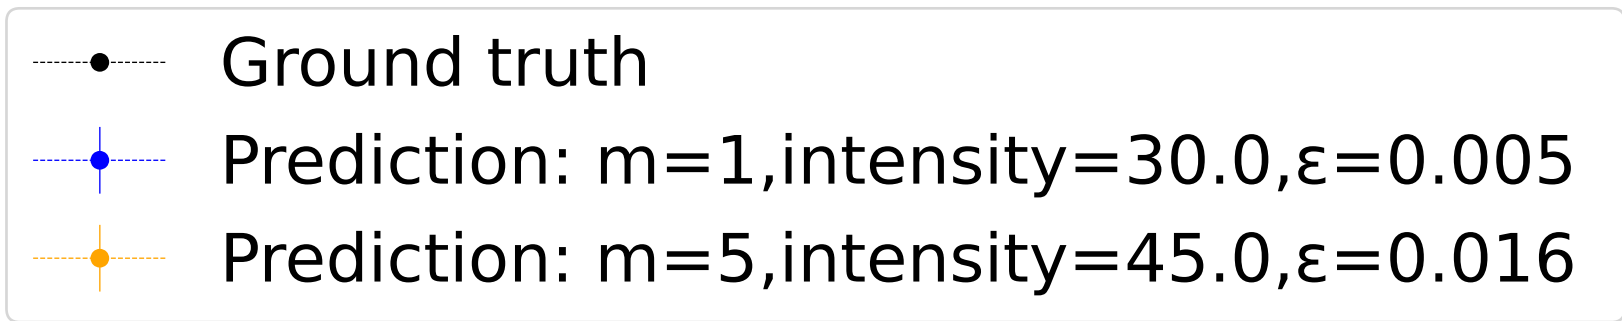 Ground truth
Prediction: m=1,intensity=30.0,ε=0.005
Prediction: m=5,intensity=45.0,ε=0.016